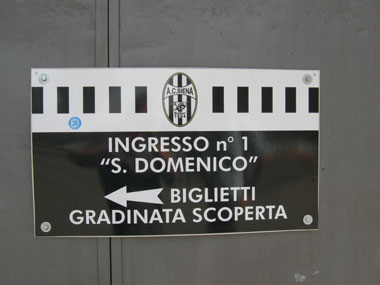 A.C. SIENA
INGRESSO n° 1
"S. DOMENICO"
BIGLIETTI
GRADINATA SCOPERTA